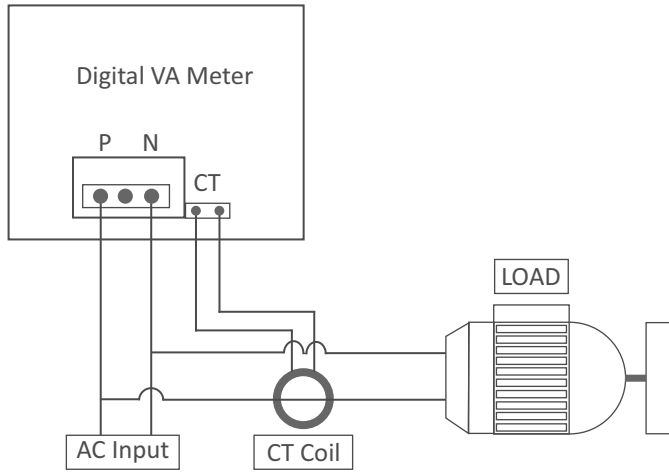 Digital VA Meter
P N
CT
LOAD
AC Input
CT Coil